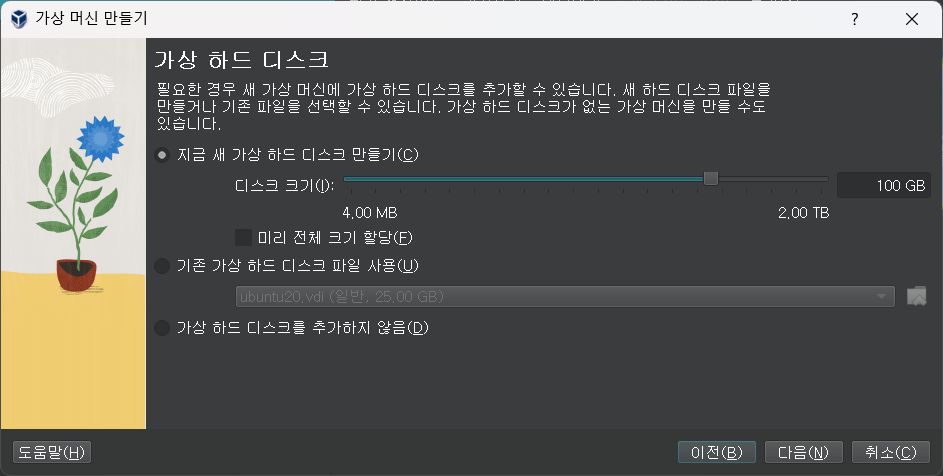 가상 머신 만들기
?
가상 하드 디스크
필요한 경우 새 가상 머신에 가상 하드 디스크를 추가할 수 있습니다. 새 하드 디스크 파일을
만들거나 기존 파일을 선택할 수 있습니다. 가상 하드 디스크가 없는 가상 머신을 만들 수도
있습니다.
지금 새 가상 하드 디스크 만들기(C)
디스크 크기(I):
100 GB
4,00 MB 2,00 TB
미리 전체 크기 할당(F)
기존 가상 하드 디스크 파일 사용(U)
ubuntu20.vdi (일반, 25,00 GB)
가상 하드 디스크를 추가하지 않음(D)
도움말(H) 이전(B) 다음(N) 취소(C)